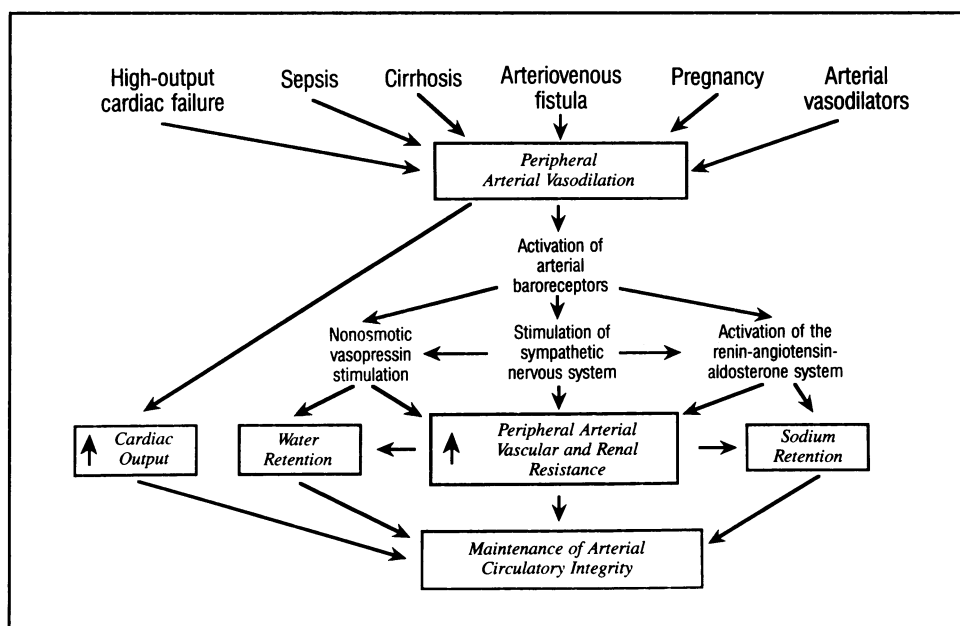 High-output
cardiac failure
Sepsis
Cirrhosis
Arteriovenous
fistula
Pregnancy
Arterial
vasodilators
Peripheral
Arterial Vasodilation
Activation of
arterial
baroreceptors
Nonosmotic
vasopressin
stimulation
Stimulation of
sympathetic
nervous system
Activation of the
renin-angiotensin-
aldosterone system
Cardiac
Output
Water
Retention
Peripheral Arterial
Vascular and Renal
Resistance
Sodium
Retention
Maintenance of Arterial
Circulatory Integrity